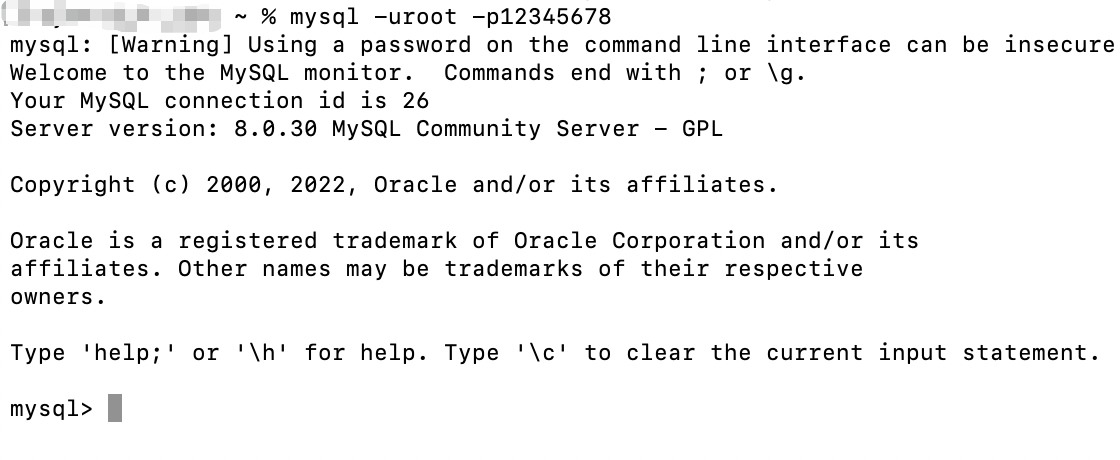 ~ % mysql -uroot -p12345678
mysql: [Warning] Using a password on the command line interface can be insecure
Welcome to the MySQL monitor.  Commands end with ; or \g.
Your MySQL connection id is 26
Server version: 8.0.30 MySQL Community Server - GPL
Copyright (c) 2000, 2022, Oracle and/or its affiliates.
Oracle is a registered trademark of Oracle Corporation and/or its
affiliates. Other names may be trademarks of their respective
owners.
Type 'help;' or '\h' for help. Type '\c' to clear the current input statement.
mysql>